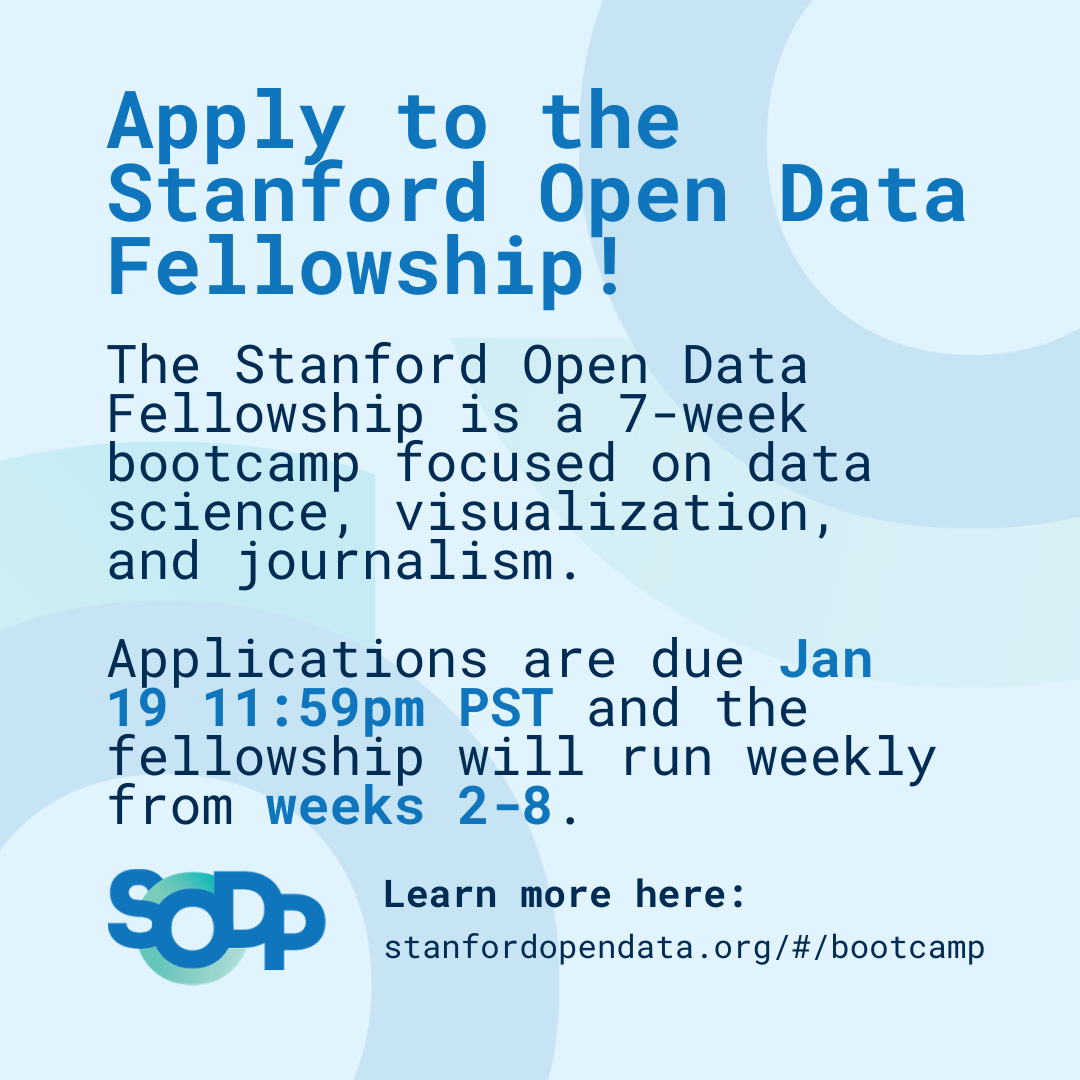 Apply to the
Stanford Open Data
Fellowship!
The Stanford Open Data
Fellowship is a 7-week
bootcamp focused on data
science, visualization,
and journalism.
Applications are due Jan
19 11:59pm PST and the
fellowship will run weekly
from weeks 2-8.
SODP
Learn more here:
stanfordopendata.org/#/bootcamp